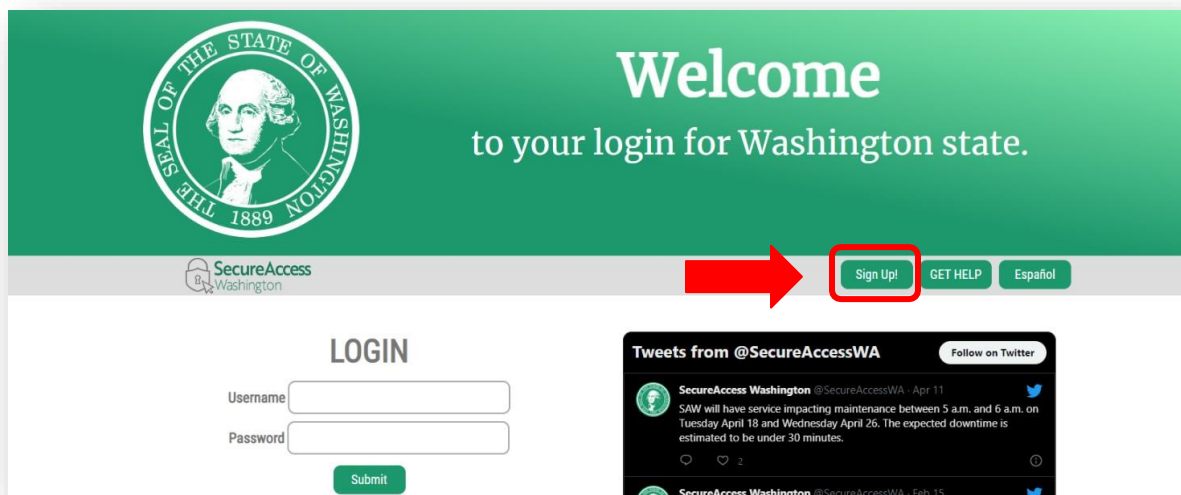 THE SEAL OF THE STATE OF WASHINGTON
1889
Welcome
to your login for Washington state.
SecureAccess
Washington
Sign Up!
GET HELP
Español
LOGIN
Username
Password
Submit
Tweets from @SecureAccessWA
Follow on Twitter
SecureAccess Washington @SecureAccessWA · Apr 11
SAW will have service impacting maintenance between 5 a.m. and 6 a.m. on
Tuesday April 18 and Wednesday April 26. The expected downtime is
estimated to be under 30 minutes.
2
SecureAccess Washington @SecureAccessWA · Feb 15